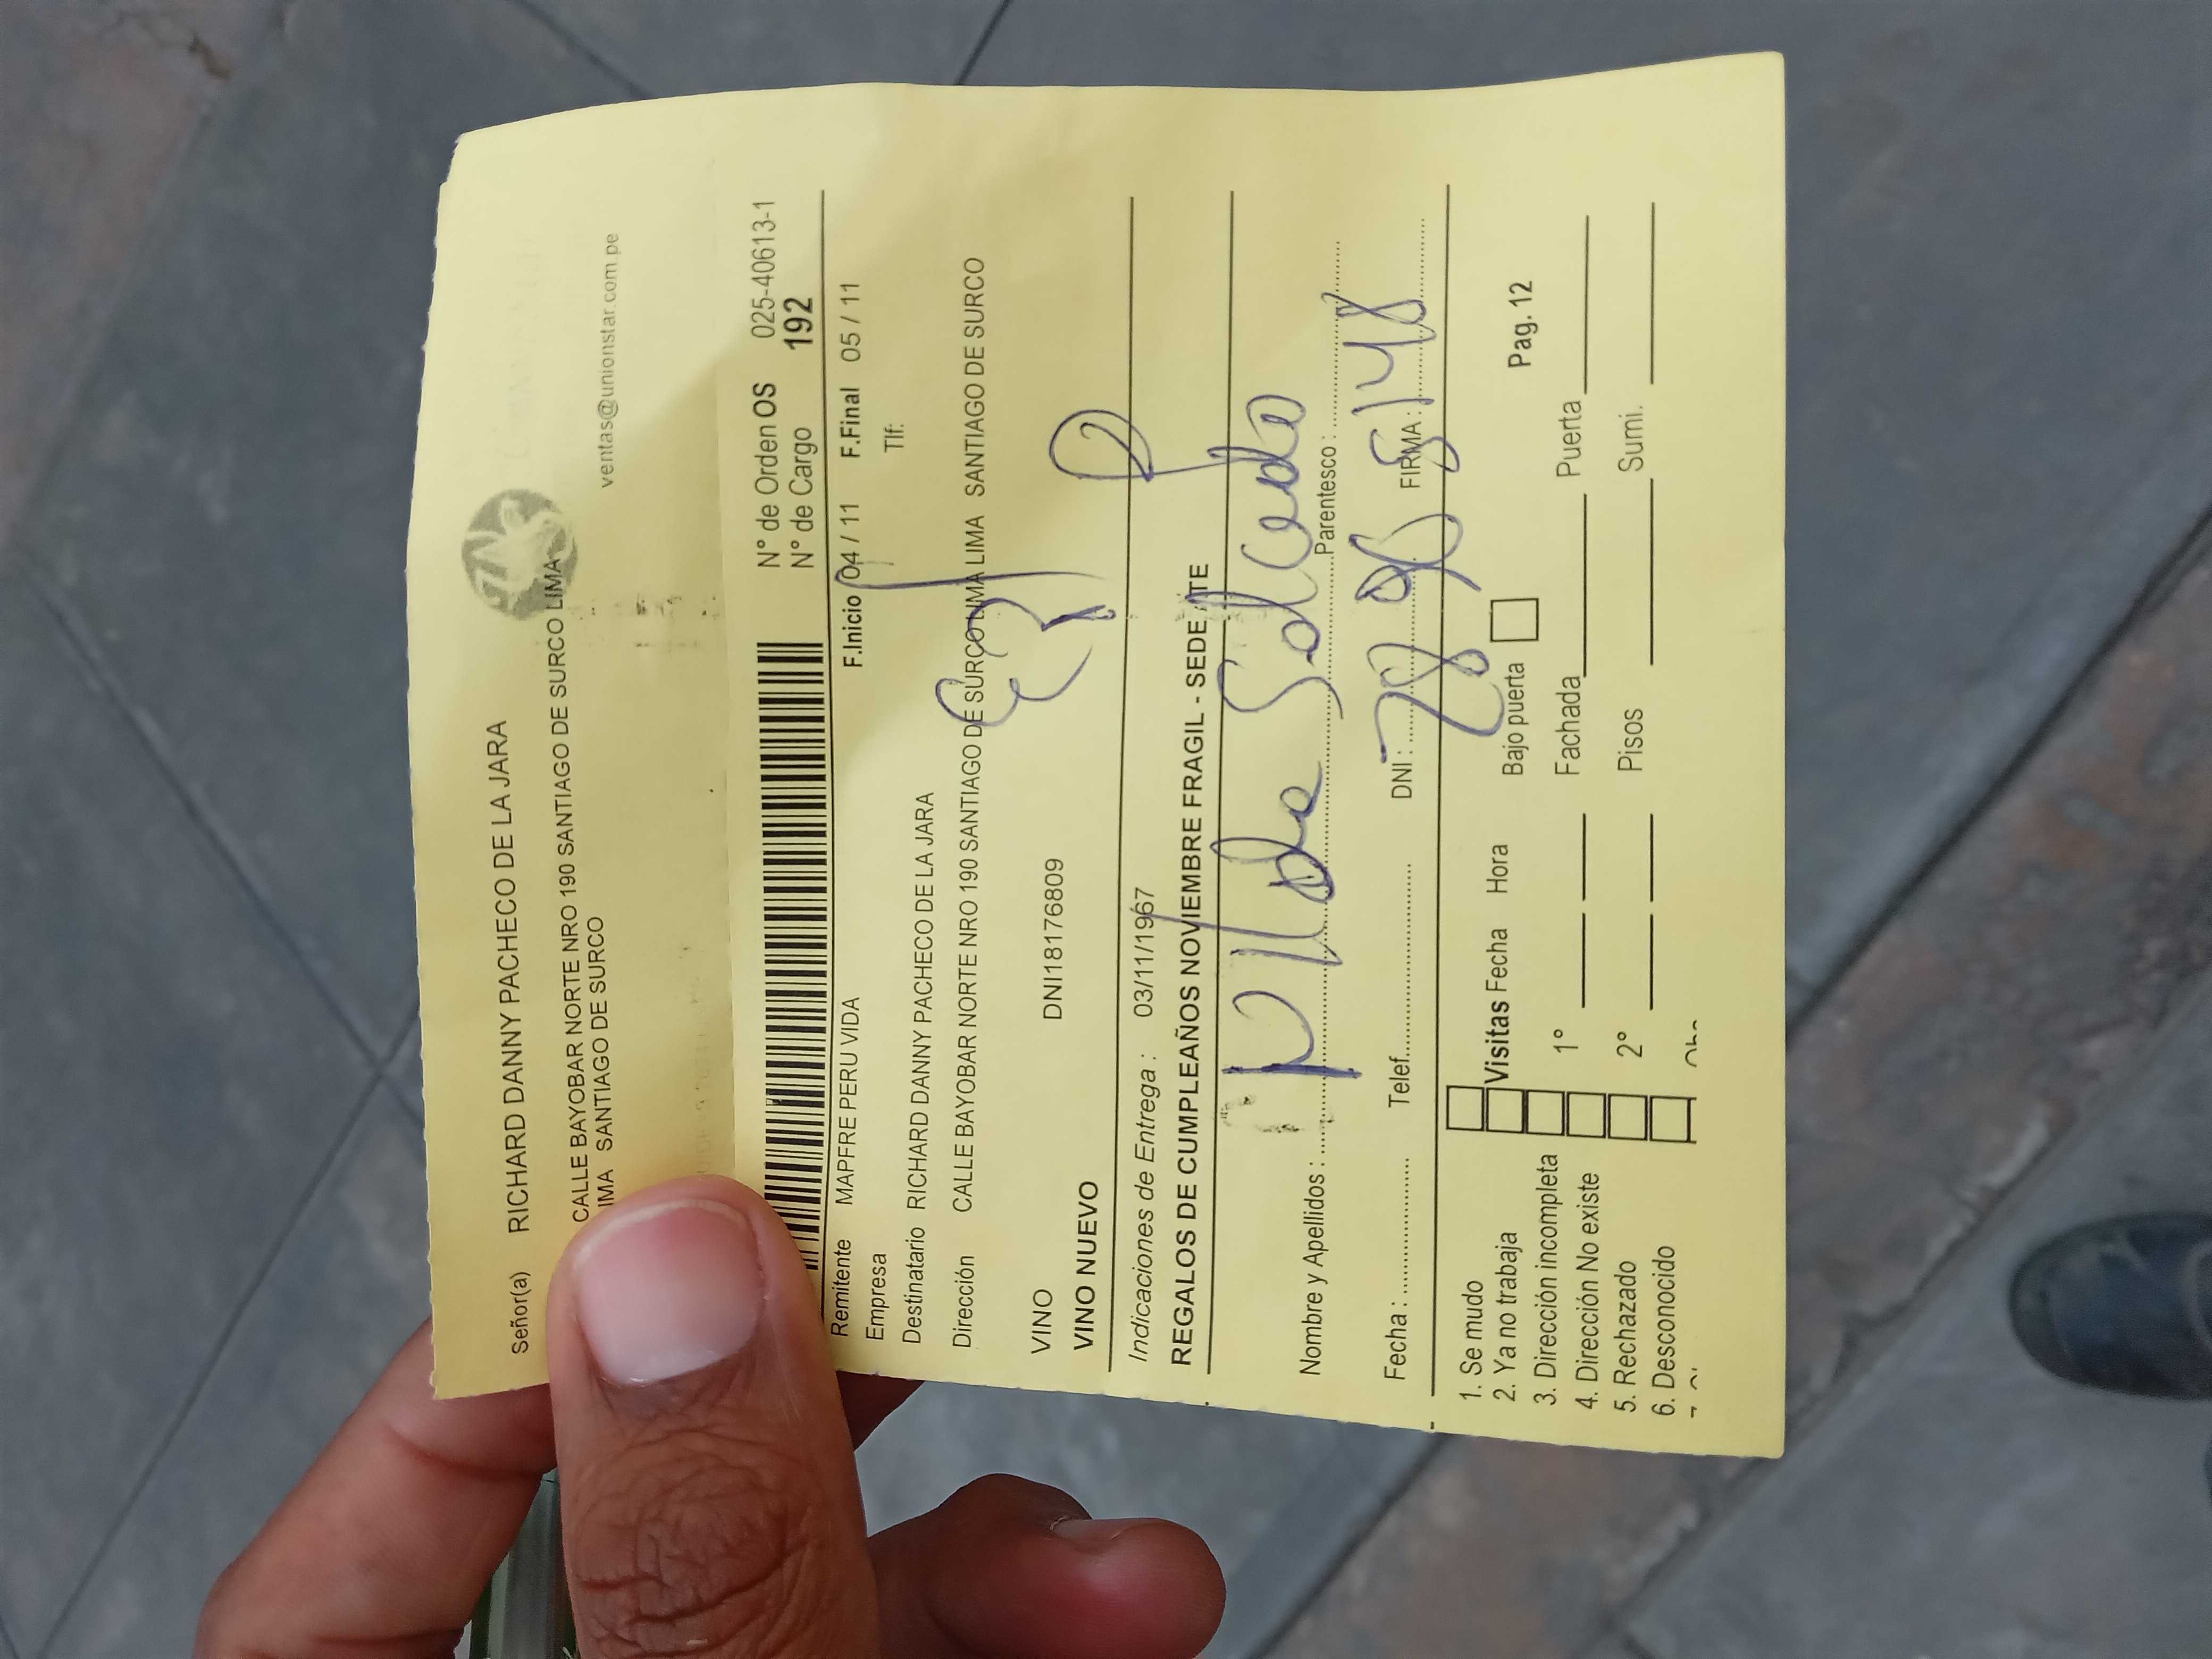 ventas@unionstar.com.pe
Señor(a) RICHARD DANNY PACHECO DE LA JARA
CALLE BAYOBAR NORTE NRO 190 SANTIAGO DE SURCO LIMA
IMA SANTIAGO DE SURCO
N° de Orden OS 025-40613-1
N° de Cargo 192
Remitente MAPFRE PERU VIDA F.Inicio 04 / 11 F.Final 05 / 11
Empresa Tlf:
Destinatario RICHARD DANNY PACHECO DE LA JARA
Dirección CALLE BAYOBAR NORTE NRO 190 SANTIAGO DE SURCO LIMA LIMA SANTIAGO DE SURCO
VINO DNI18176809
VINO NUEVO
Indicaciones de Entrega : 03/11/1967
REGALOS DE CUMPLEAÑOS NOVIEMBRE FRAGIL - SEDE ATE
Nombre y Apellidos : Salcedo Parentesco :
Fecha : Telef. DNI : FIRMA :
1. Se mudo Visitas Fecha Hora Bajo puerta Pag. 12
2. Ya no trabaja
3. Dirección incompleta 1° Fachada Puerta
4. Dirección No existe
5. Rechazado 2° Pisos Sumi.
6. Desconocido